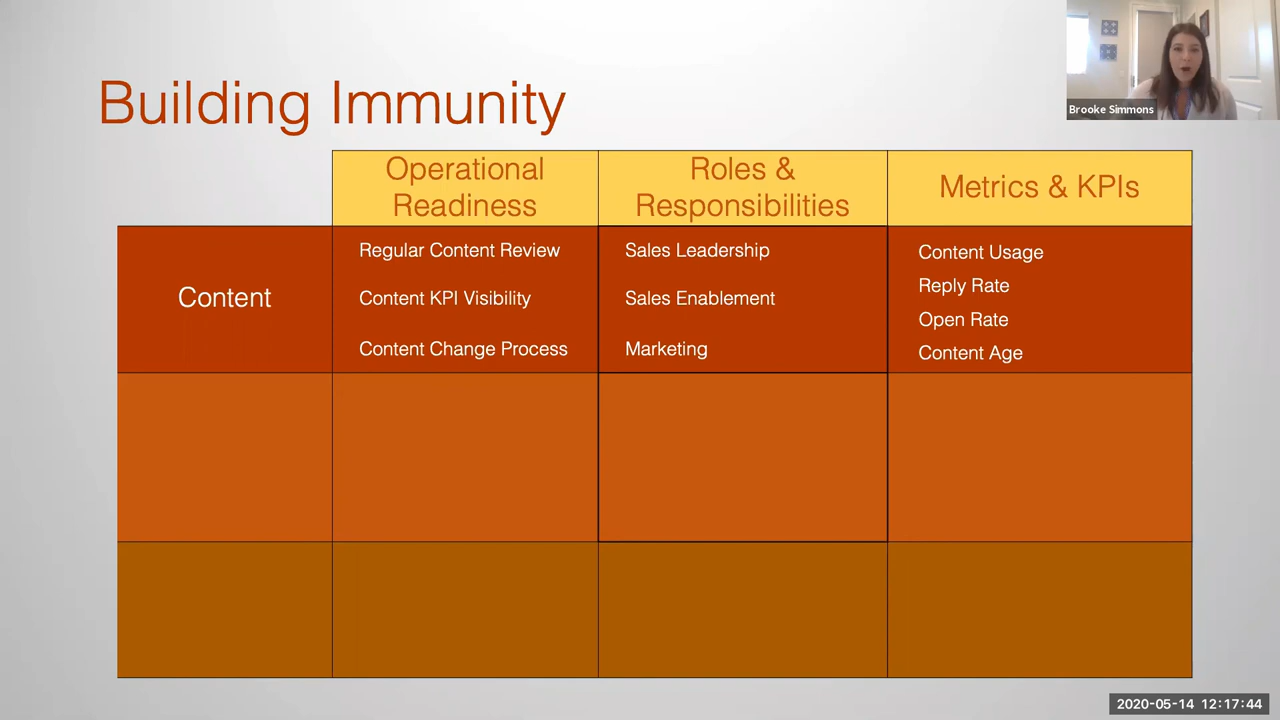 Building Immunity
Brooke Simmons
Operational
Readiness
Roles &
Responsibilities
Metrics & KPIs
Content
Regular Content Review
Content KPI Visibility
Content Change Process
Sales Leadership
Sales Enablement
Marketing
Content Usage
Reply Rate
Open Rate
Content Age
2020-05-14 12:17:44